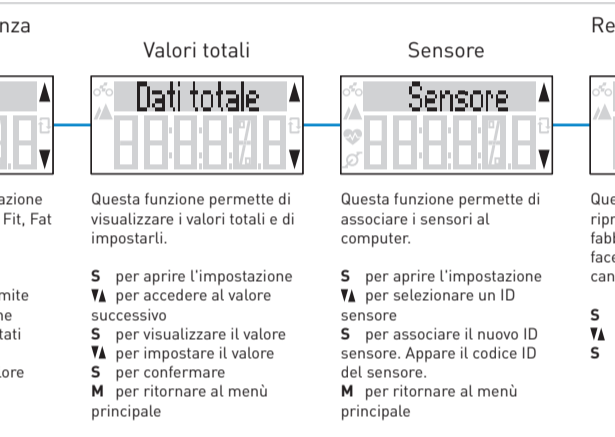 nza
Valori totali
Sensore
Re
Dati totale
Sensore
azione
Fit, Fat
mite
ne
tati
ore
Questa funzione permette di
visualizzare i valori totali e di
impostarli.
S per aprire l'impostazione
▼▲ per accedere al valore
successivo
S per visualizzare il valore
▼▲ per impostare il valore
S per confermare
M per ritornare al menù
principale
Questa funzione permette di
associare i sensori al
computer.
S per aprire l'impostazione
▼▲ per selezionare un ID
sensore
S per associare il nuovo ID
sensore. Appare il codice ID
del sensore.
M per ritornare al menù
principale
Que
ripr
fabb
face
can
S
▼▲
S